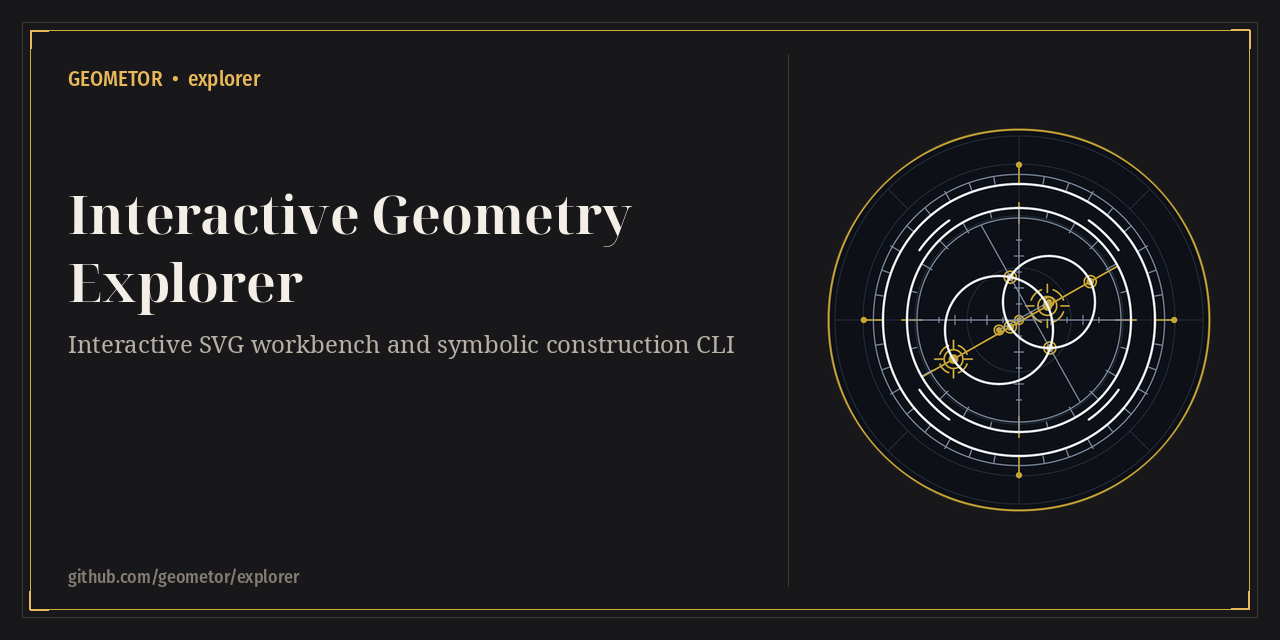 GEOMETOR • explorer
Interactive Geometry
Explorer
Interactive SVG workbench and symbolic construction CLI
github.com/geometor/explorer